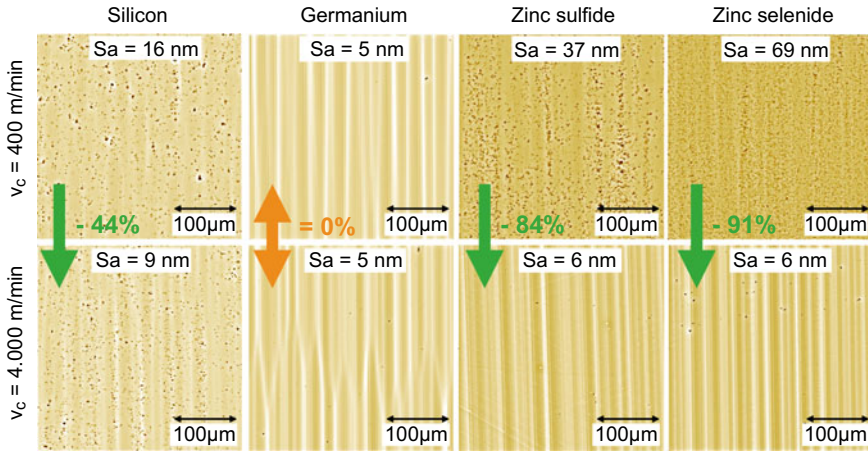 Silicon
Germanium
Zinc sulfide
Zinc selenide
v_c = 400 m/min
Sa = 16 nm
Sa = 5 nm
Sa = 37 nm
Sa = 69 nm
100µm
100µm
100µm
100µm
- 44%
= 0%
- 84%
- 91%
v_c = 4.000 m/min
Sa = 9 nm
Sa = 5 nm
Sa = 6 nm
Sa = 6 nm
100µm
100µm
100µm
100µm